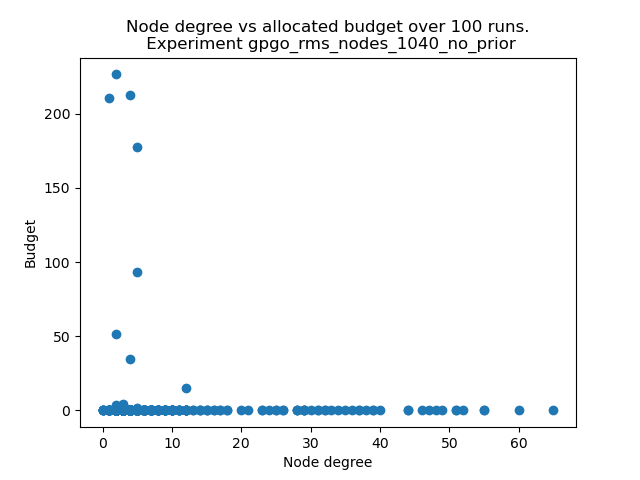 Node degree vs allocated budget over 100 runs.
Experiment gpgo_rms_nodes_1040_no_prior
200
150
100
50
0
Budget
0 10 20 30 40 50 60
Node degree